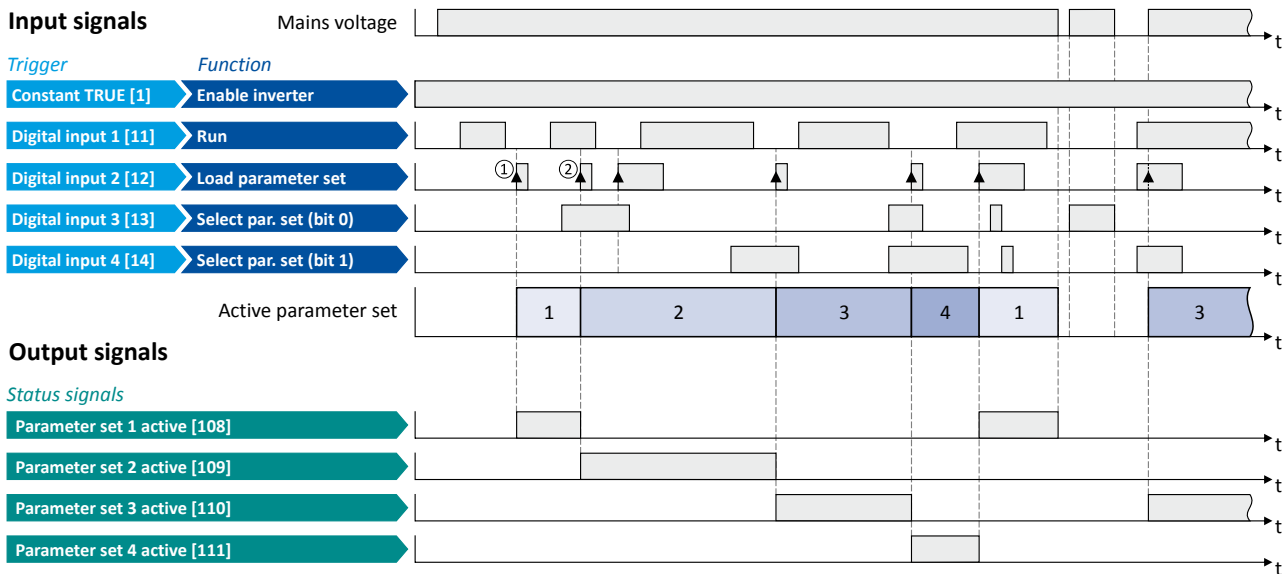 Input signals
Mains voltage
t
Trigger Function
Constant TRUE [1] Enable inverter
t
Digital input 1 [11] Run
t
Digital input 2 [12] Load parameter set
① ②
t
Digital input 3 [13] Select par. set (bit 0)
t
Digital input 4 [14] Select par. set (bit 1)
t
Active parameter set
1 2 3 4 1 3
t
Output signals
Status signals
Parameter set 1 active [108]
t
Parameter set 2 active [109]
t
Parameter set 3 active [110]
t
Parameter set 4 active [111]
t